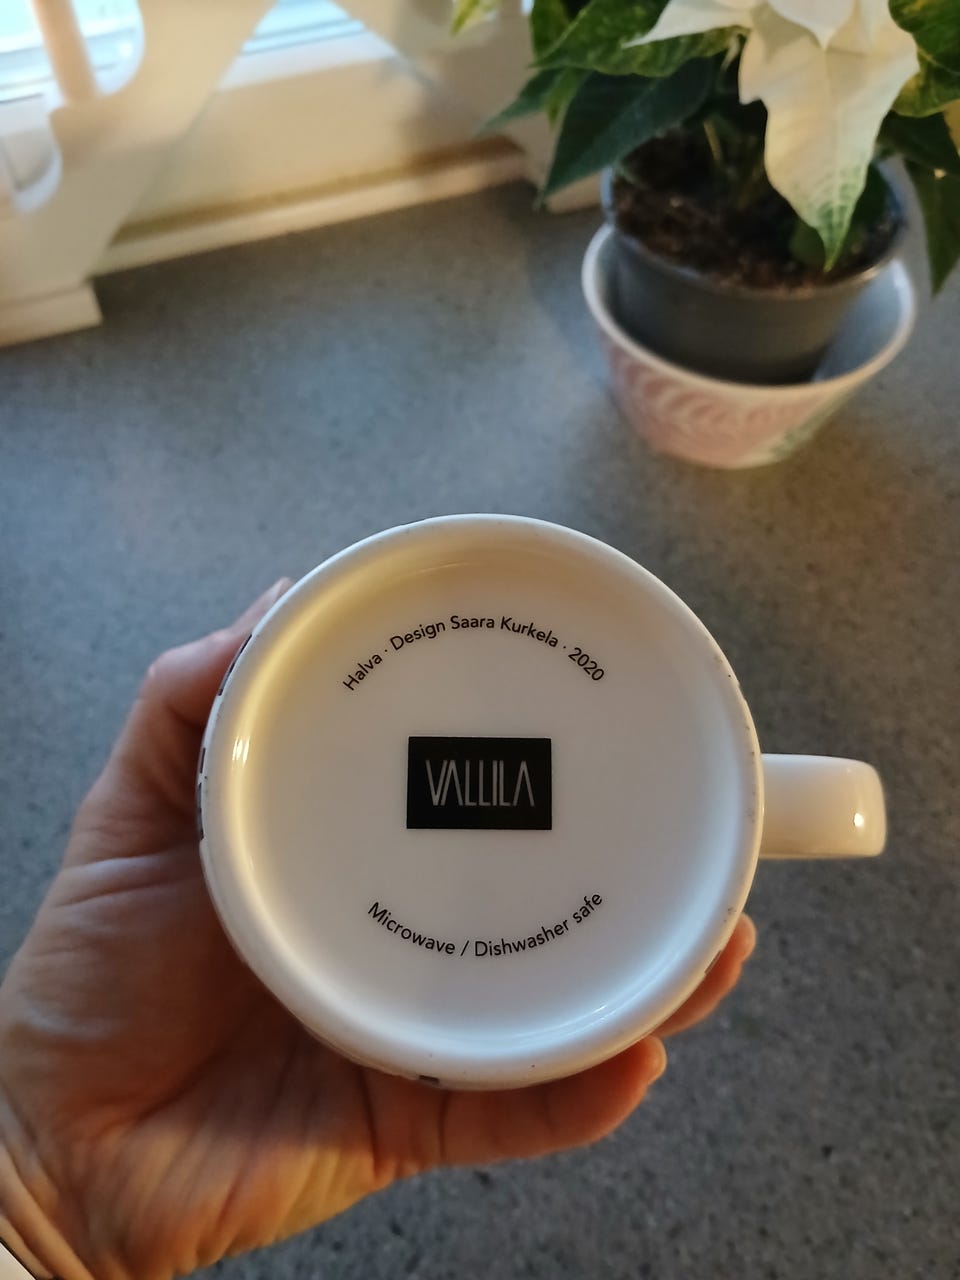 Halva · Design Saara Kurkela · 2020
VALLILA
Microwave / Dishwasher safe